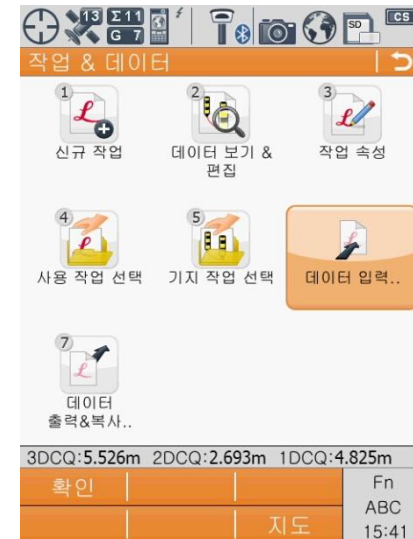 13 Σ11
G 7
SD
CS
작업 & 데이터
1
2
3
신규 작업
데이터 보기 &
편집
작업 속성
4
5
사용 작업 선택
기지 작업 선택
데이터 입력..
7
데이터
출력&복사..
3DCQ:5.526m 2DCQ:2.693m 1DCQ:4.825m
확인
Fn
ABC
지도
15:41